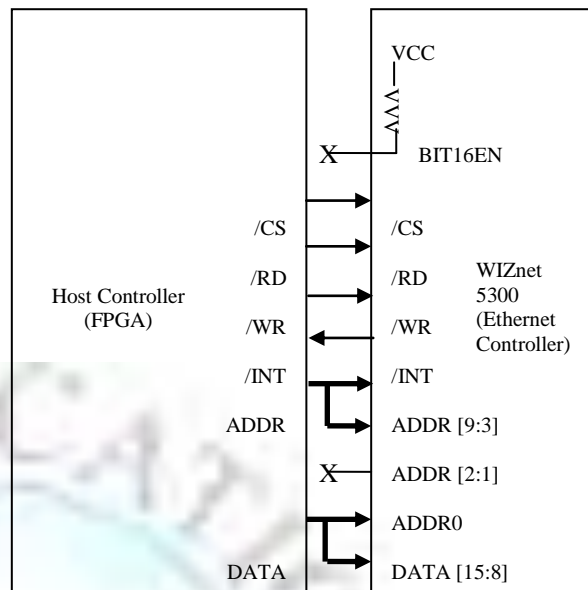 VCC
X
BIT16EN
/CS
/CS
/RD
/RD
WIZnet
5300
(Ethernet
Controller)
Host Controller
(FPGA)
/WR
/WR
/INT
/INT
ADDR
ADDR [9:3]
X
ADDR [2:1]
ADDR0
DATA
DATA [15:8]